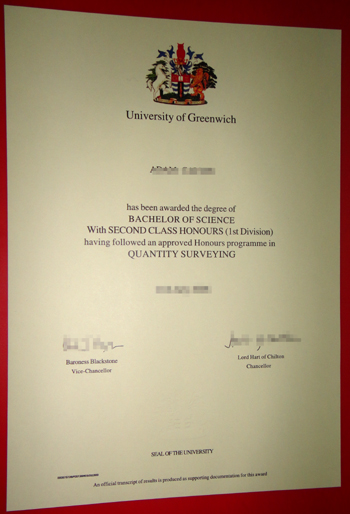 University of Greenwich
has been awarded the degree of
BACHELOR OF SCIENCE
With SECOND CLASS HONOURS (1st Division)
having followed an approved Honours programme in
QUANTITY SURVEYING
Baroness Blackstone
Vice-Chancellor
Lord Hart of Chilton
Chancellor
SEAL OF THE UNIVERSITY
An official transcript of results is produced as supporting documentation for this award